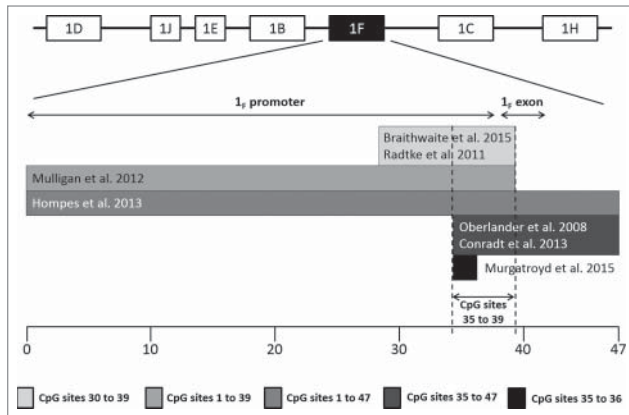 1D 1J 1E 1B 1F 1C 1H
1F promoter 1F exon
Braithwaite et al. 2015
Radtke et al. 2011
Mulligan et al. 2012
Hompes et al. 2013
Oberlander et al. 2008
Conradt et al. 2013
Murgatroyd et al. 2015
CpG sites
35 to 39
0 10 20 30 40 47
CpG sites 30 to 39 CpG sites 1 to 39 CpG sites 1 to 47 CpG sites 35 to 47 CpG sites 35 to 36